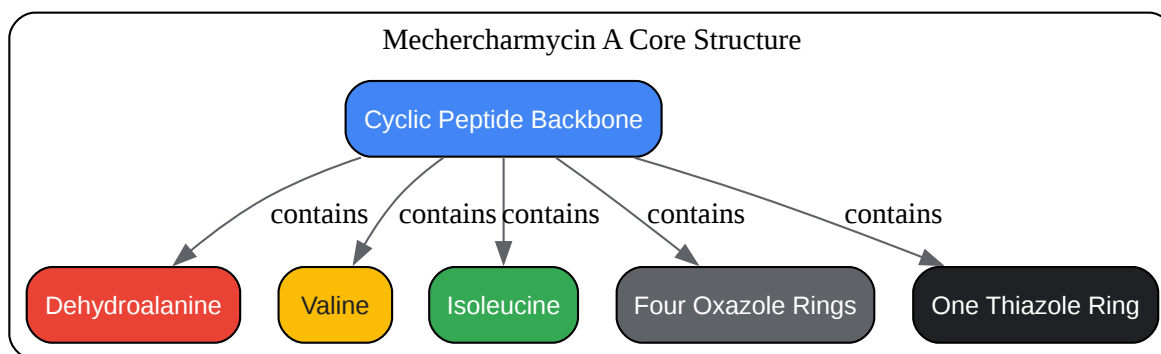 Mechercharmycin A Core Structure
Cyclic Peptide Backbone
contains contains contains contains contains
Dehydroalanine Valine Isoleucine Four Oxazole Rings One Thiazole Ring